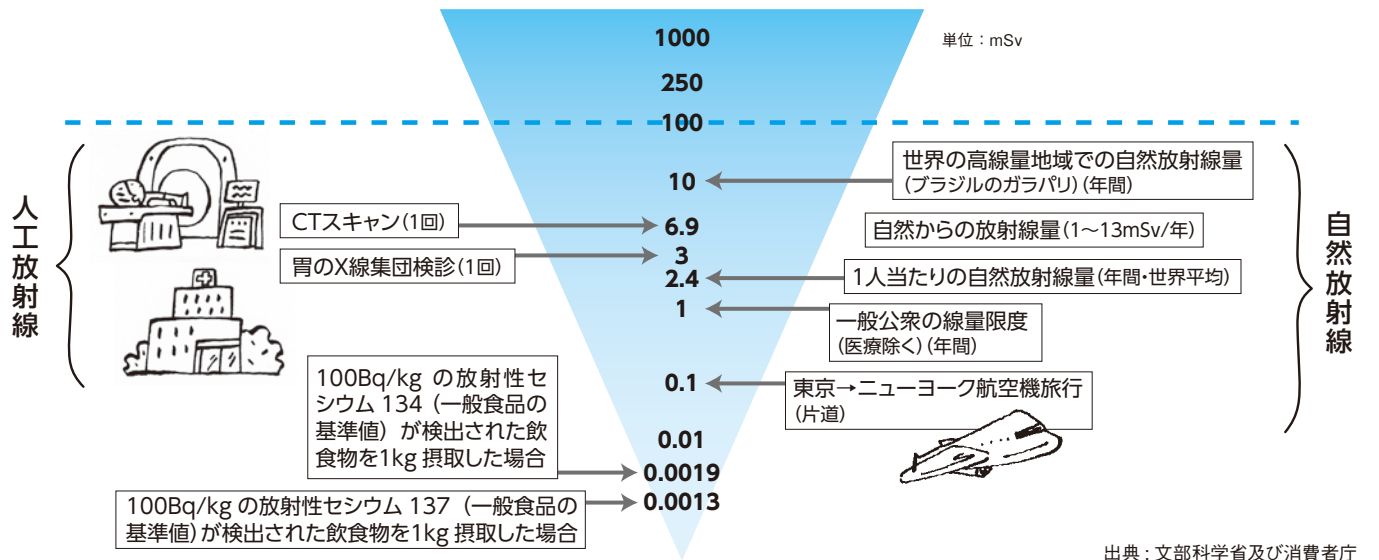 1000
単位：mSv
250
100
人工放射線
自然放射線
世界の高線量地域での自然放射線量
（ブラジルのガラパリ）（年間）
10
CTスキャン（1回）
6.9
自然からの放射線量（1〜13mSv/年）
胃のX線集団検診（1回）
3
2.4
1人当たりの自然放射線量（年間・世界平均）
1
一般公衆の線量限度
（医療除く）（年間）
100Bq/kg の放射性セ
シウム 134（一般食品の
基準値）が検出された飲
食物を1kg 摂取した場合
0.1
東京→ニューヨーク航空機旅行
（片道）
0.01
0.0019
100Bq/kg の放射性セシウム 137（一般食品の
基準値）が検出された飲食物を1kg 摂取した場合
0.0013
出典：文部科学省及び消費者庁